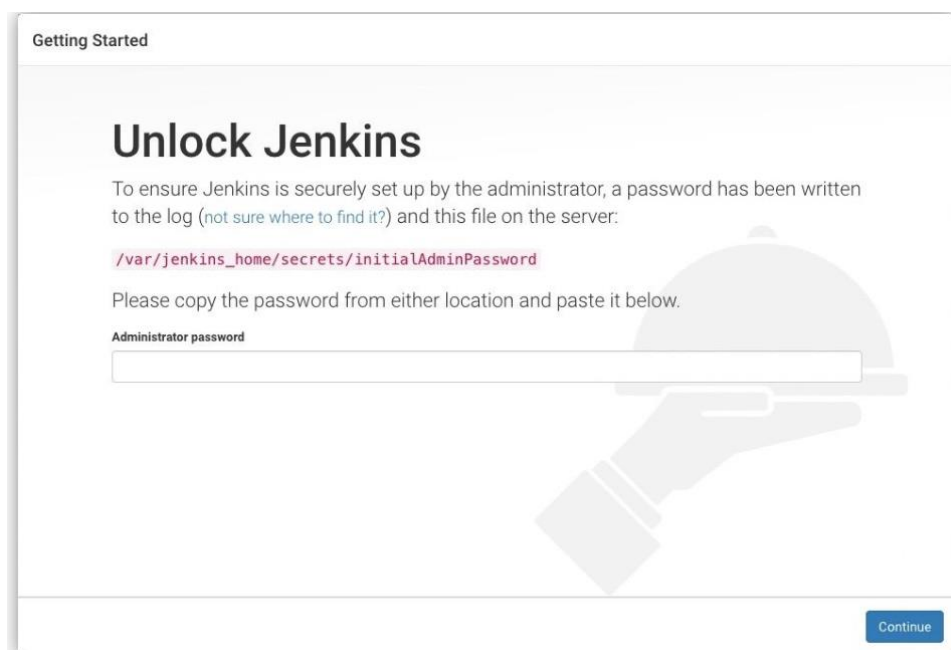 Getting Started
Unlock Jenkins
To ensure Jenkins is securely set up by the administrator, a password has been written
to the log (not sure where to find it?) and this file on the server:
/var/jenkins_home/secrets/initialAdminPassword
Please copy the password from either location and paste it below.
Administrator password
Continue